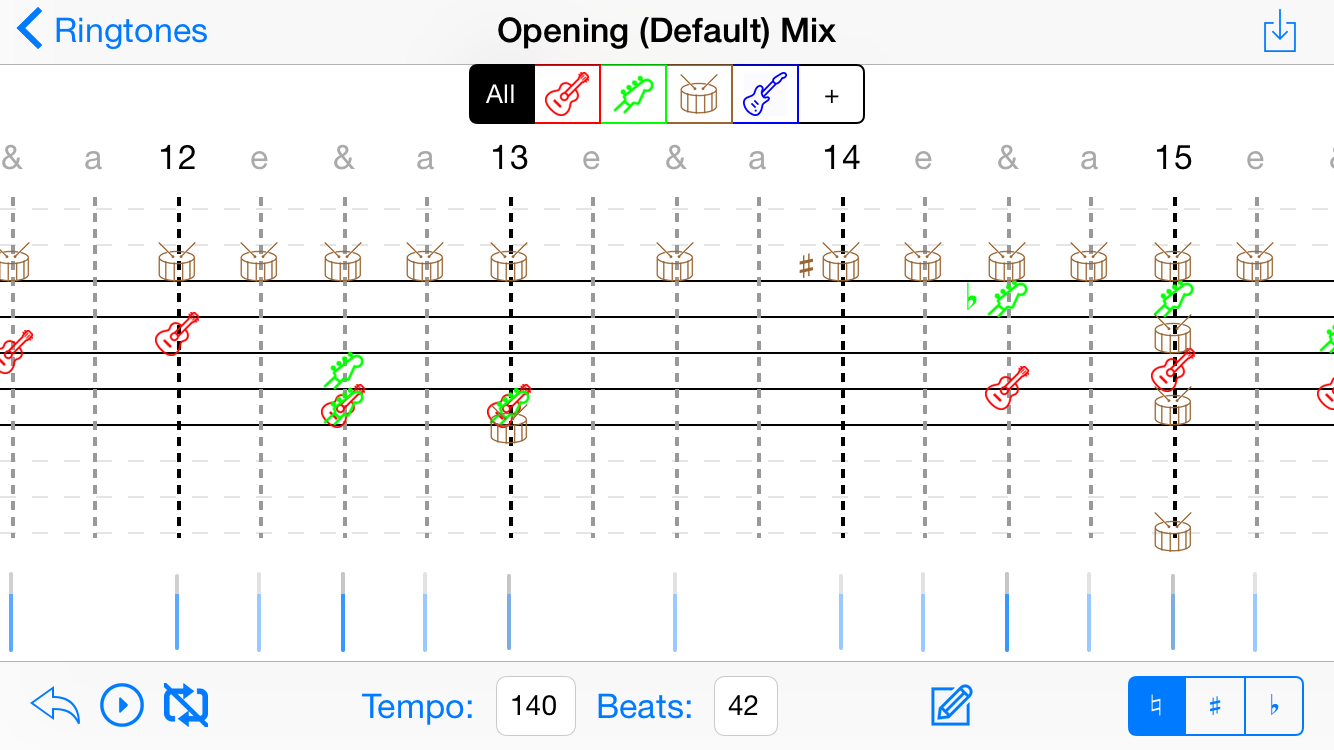 Ringtones Opening (Default) Mix
All +
& a 12 e & a 13 e & a 14 e & a 15 e &
♯
♭
Tempo: 140 Beats: 42 ♮ ♯ ♭